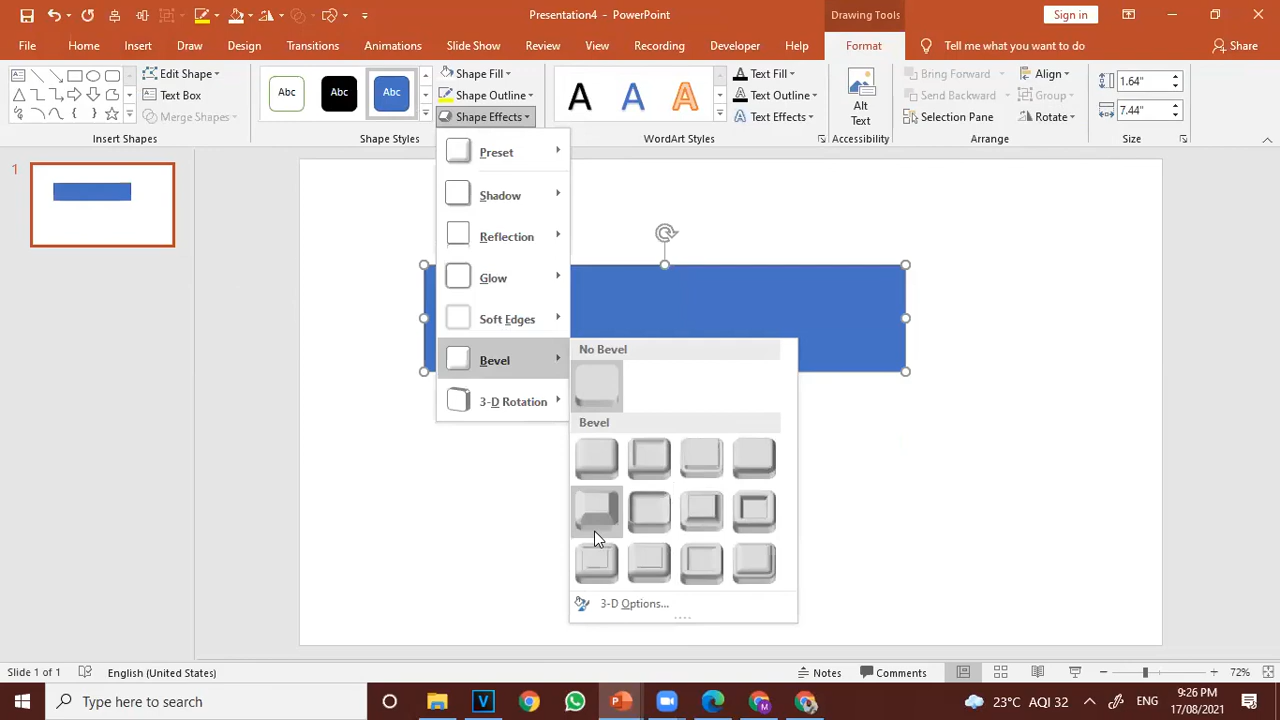 Presentation4 - PowerPoint
Drawing Tools
Sign in
File
Home
Insert
Draw
Design
Transitions
Animations
Slide Show
Review
View
Recording
Developer
Help
Format
Tell me what you want to do
Share
Edit Shape
Text Box
Merge Shapes
Insert Shapes
Abc
Abc
Abc
Shape Fill
Shape Outline
Shape Effects
Shape Styles
A
A
A
Text Fill
Text Outline
Text Effects
WordArt Styles
Alt
Text
Accessibility
Bring Forward
Send Backward
Selection Pane
Align
Group
Rotate
Arrange
1.64"
7.44"
Size
1
Preset
Shadow
Reflection
Glow
Soft Edges
Bevel
3-D Rotation
No Bevel
Bevel
3-D Options...
Slide 1 of 1
English (United States)
Notes
Comments
72%
Type here to search
23°C AQI 32
ENG
9:26 PM
17/08/2021